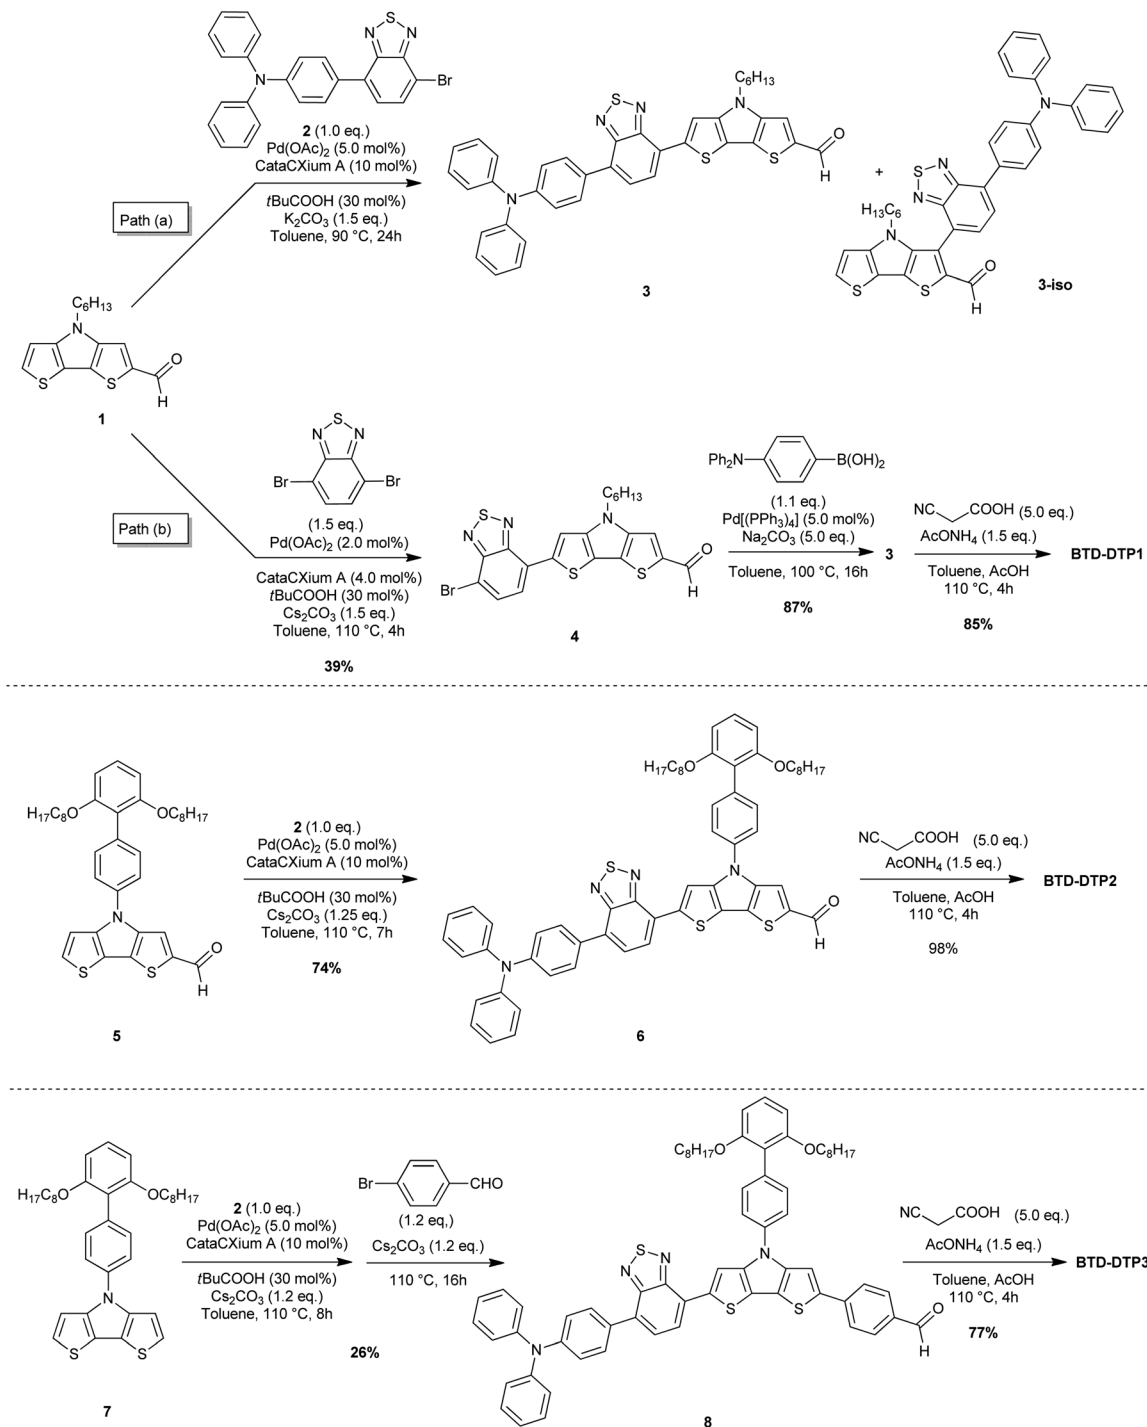 S
N N
N
Br
2 (1.0 eq.)
Pd(OAc)2 (5.0 mol%)
CataCXium A (10 mol%)
tBuCOOH (30 mol%)
K2CO3 (1.5 eq.)
Toluene, 90 °C, 24h
Path (a)
C6H13
N
S N N
S S
O
H
N
3
+
N
N
S
N
H13C6
N
S S
O
H
3-iso
C6H13
N
S S
O
H
1
Path (b)
S
N N
Br Br
(1.5 eq.)
Pd(OAc)2 (2.0 mol%)
CataCXium A (4.0 mol%)
tBuCOOH (30 mol%)
Cs2CO3 (1.5 eq.)
Toluene, 110 °C, 4h
39%
C6H13
S
N N
N
S S
O
H
Br
4
Ph2N B(OH)2
(1.1 eq.)
Pd[(PPh3)4] (5.0 mol%)
Na2CO3 (5.0 eq.)
Toluene, 100 °C, 16h
87%
3
NC COOH (5.0 eq.)
AcONH4 (1.5 eq.)
Toluene, AcOH
110 °C, 4h
85%
BTD-DTP1
H17C8O OC8H17
N
S S
O
H
5
2 (1.0 eq.)
Pd(OAc)2 (5.0 mol%)
CataCXium A (10 mol%)
tBuCOOH (30 mol%)
Cs2CO3 (1.25 eq.)
Toluene, 110 °C, 7h
74%
H17C8O OC8H17
S
N N
N
S S
O
H
N
6
NC COOH (5.0 eq.)
AcONH4 (1.5 eq.)
Toluene, AcOH
110 °C, 4h
98%
BTD-DTP2
H17C8O OC8H17
N
S S
7
2 (1.0 eq.)
Pd(OAc)2 (5.0 mol%)
CataCXium A (10 mol%)
tBuCOOH (30 mol%)
Cs2CO3 (1.2 eq.)
Toluene, 110 °C, 8h
Br CHO
(1.2 eq,)
Cs2CO3 (1.2 eq.)
110 °C, 16h
26%
C8H17O OC8H17
S
N N
N
S S
O
H
N
8
NC COOH (5.0 eq.)
AcONH4 (1.5 eq.)
Toluene, AcOH
110 °C, 4h
77%
BTD-DTP3